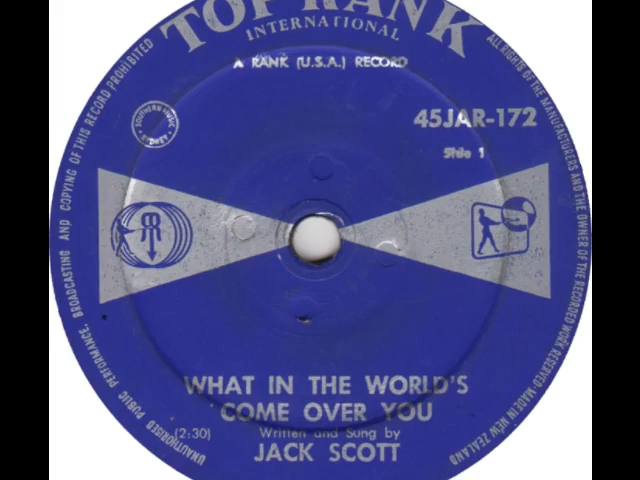 TOP RANK
INTERNATIONAL
A RANK (U.S.A.) RECORD
45JAR-172
Side 1
SOUTHERN MUSIC
WHAT IN THE WORLD'S
COME OVER YOU
(2:30)
Written and Sung by
JACK SCOTT
UNAUTHORISED PUBLIC PERFORMANCE, BROADCASTING AND COPYING OF THIS RECORD PROHIBITED
ALL RIGHTS OF THE MANUFACTURERS AND THE OWNER OF THE RECORDED WORK RESERVED-MADE IN NEW ZEALAND